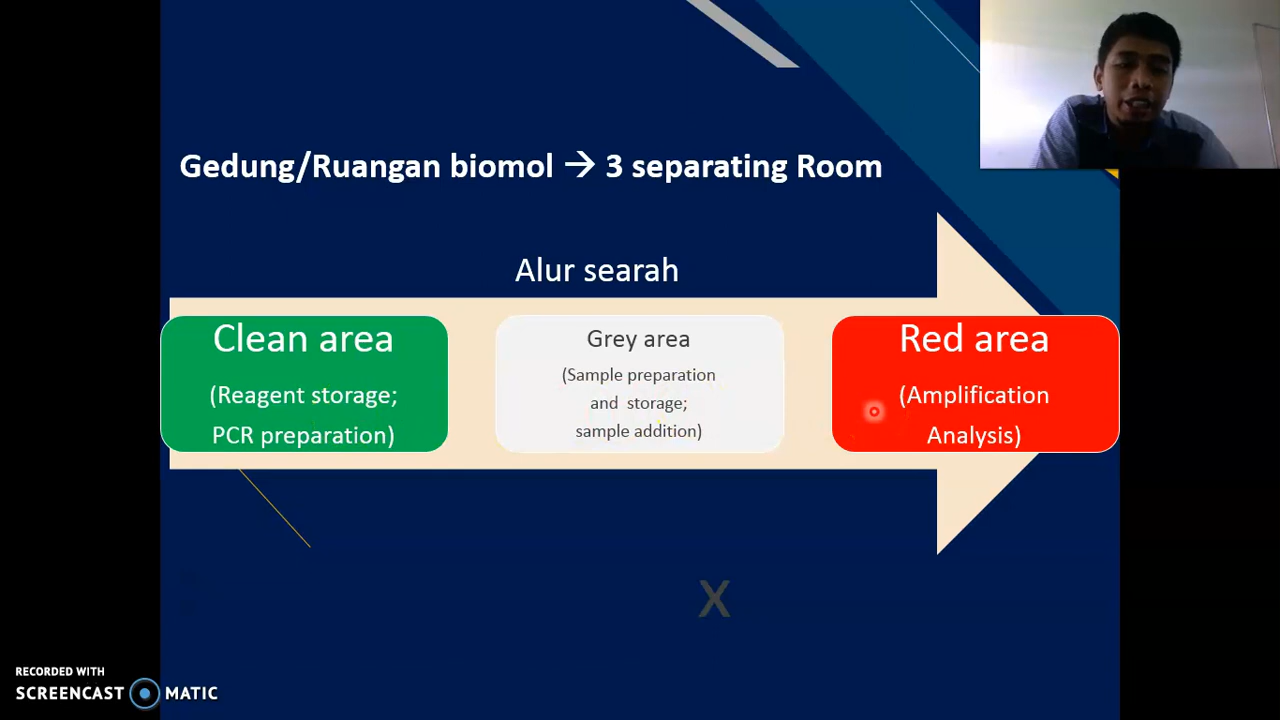 Gedung/Ruangan biomol → 3 separating Room
Alur searah
Clean area
(Reagent storage;
PCR preparation)
Grey area
(Sample preparation
and storage;
sample addition)
Red area
(Amplification
Analysis)
X
RECORDED WITH
SCREENCAST MATIC